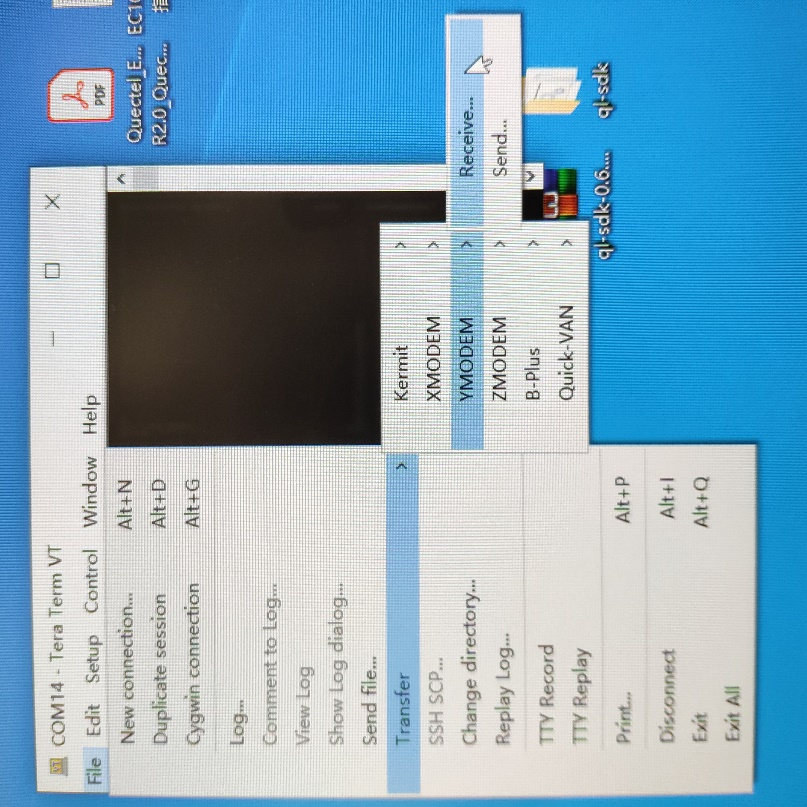 COM14 - Tera Term VT
File Edit Setup Control Window Help
New connection... Alt+N
Duplicate session Alt+D
Cygwin connection Alt+G
Log...
Comment to Log...
View Log
Show Log dialog...
Send file...
Transfer
SSH SCP...
Change directory...
Replay Log...
TTY Record
TTY Replay
Print... Alt+P
Disconnect Alt+I
Exit Alt+Q
Exit All
Kermit
XMODEM
YMODEM
ZMODEM
B-Plus
Quick-VAN
Receive...
Send...
PDF
Quectel_E...
R2.0_Quec...
ql-sdk-0.6....
ql-sdk